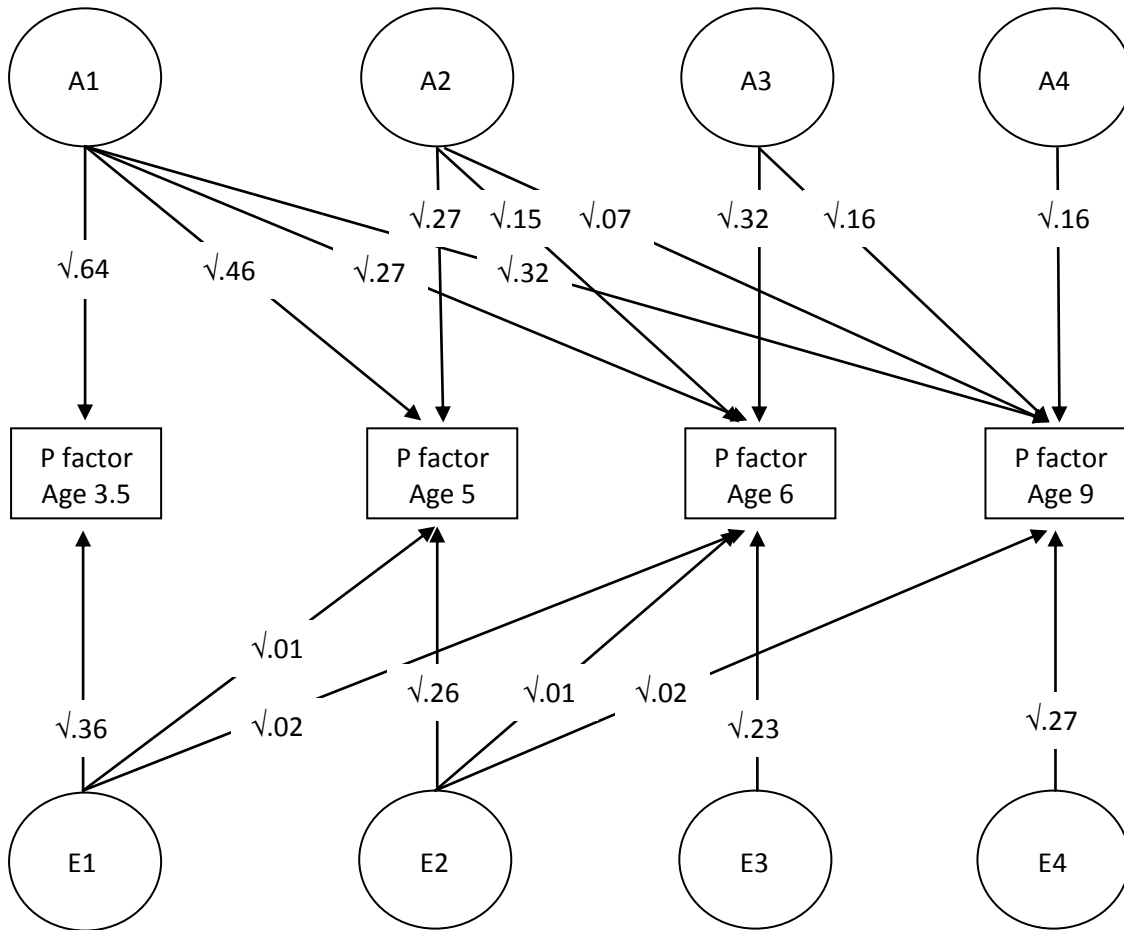 A1 A2 A3 A4
√.27 √.15 √.07 √.32 √.16 √.16
√.64 √.46 √.27 √.32
P factor
Age 3.5
P factor
Age 5
P factor
Age 6
P factor
Age 9
√.01
√.26 √.01 √.02
√.36 √.02 √.23 √.27
E1 E2 E3 E4